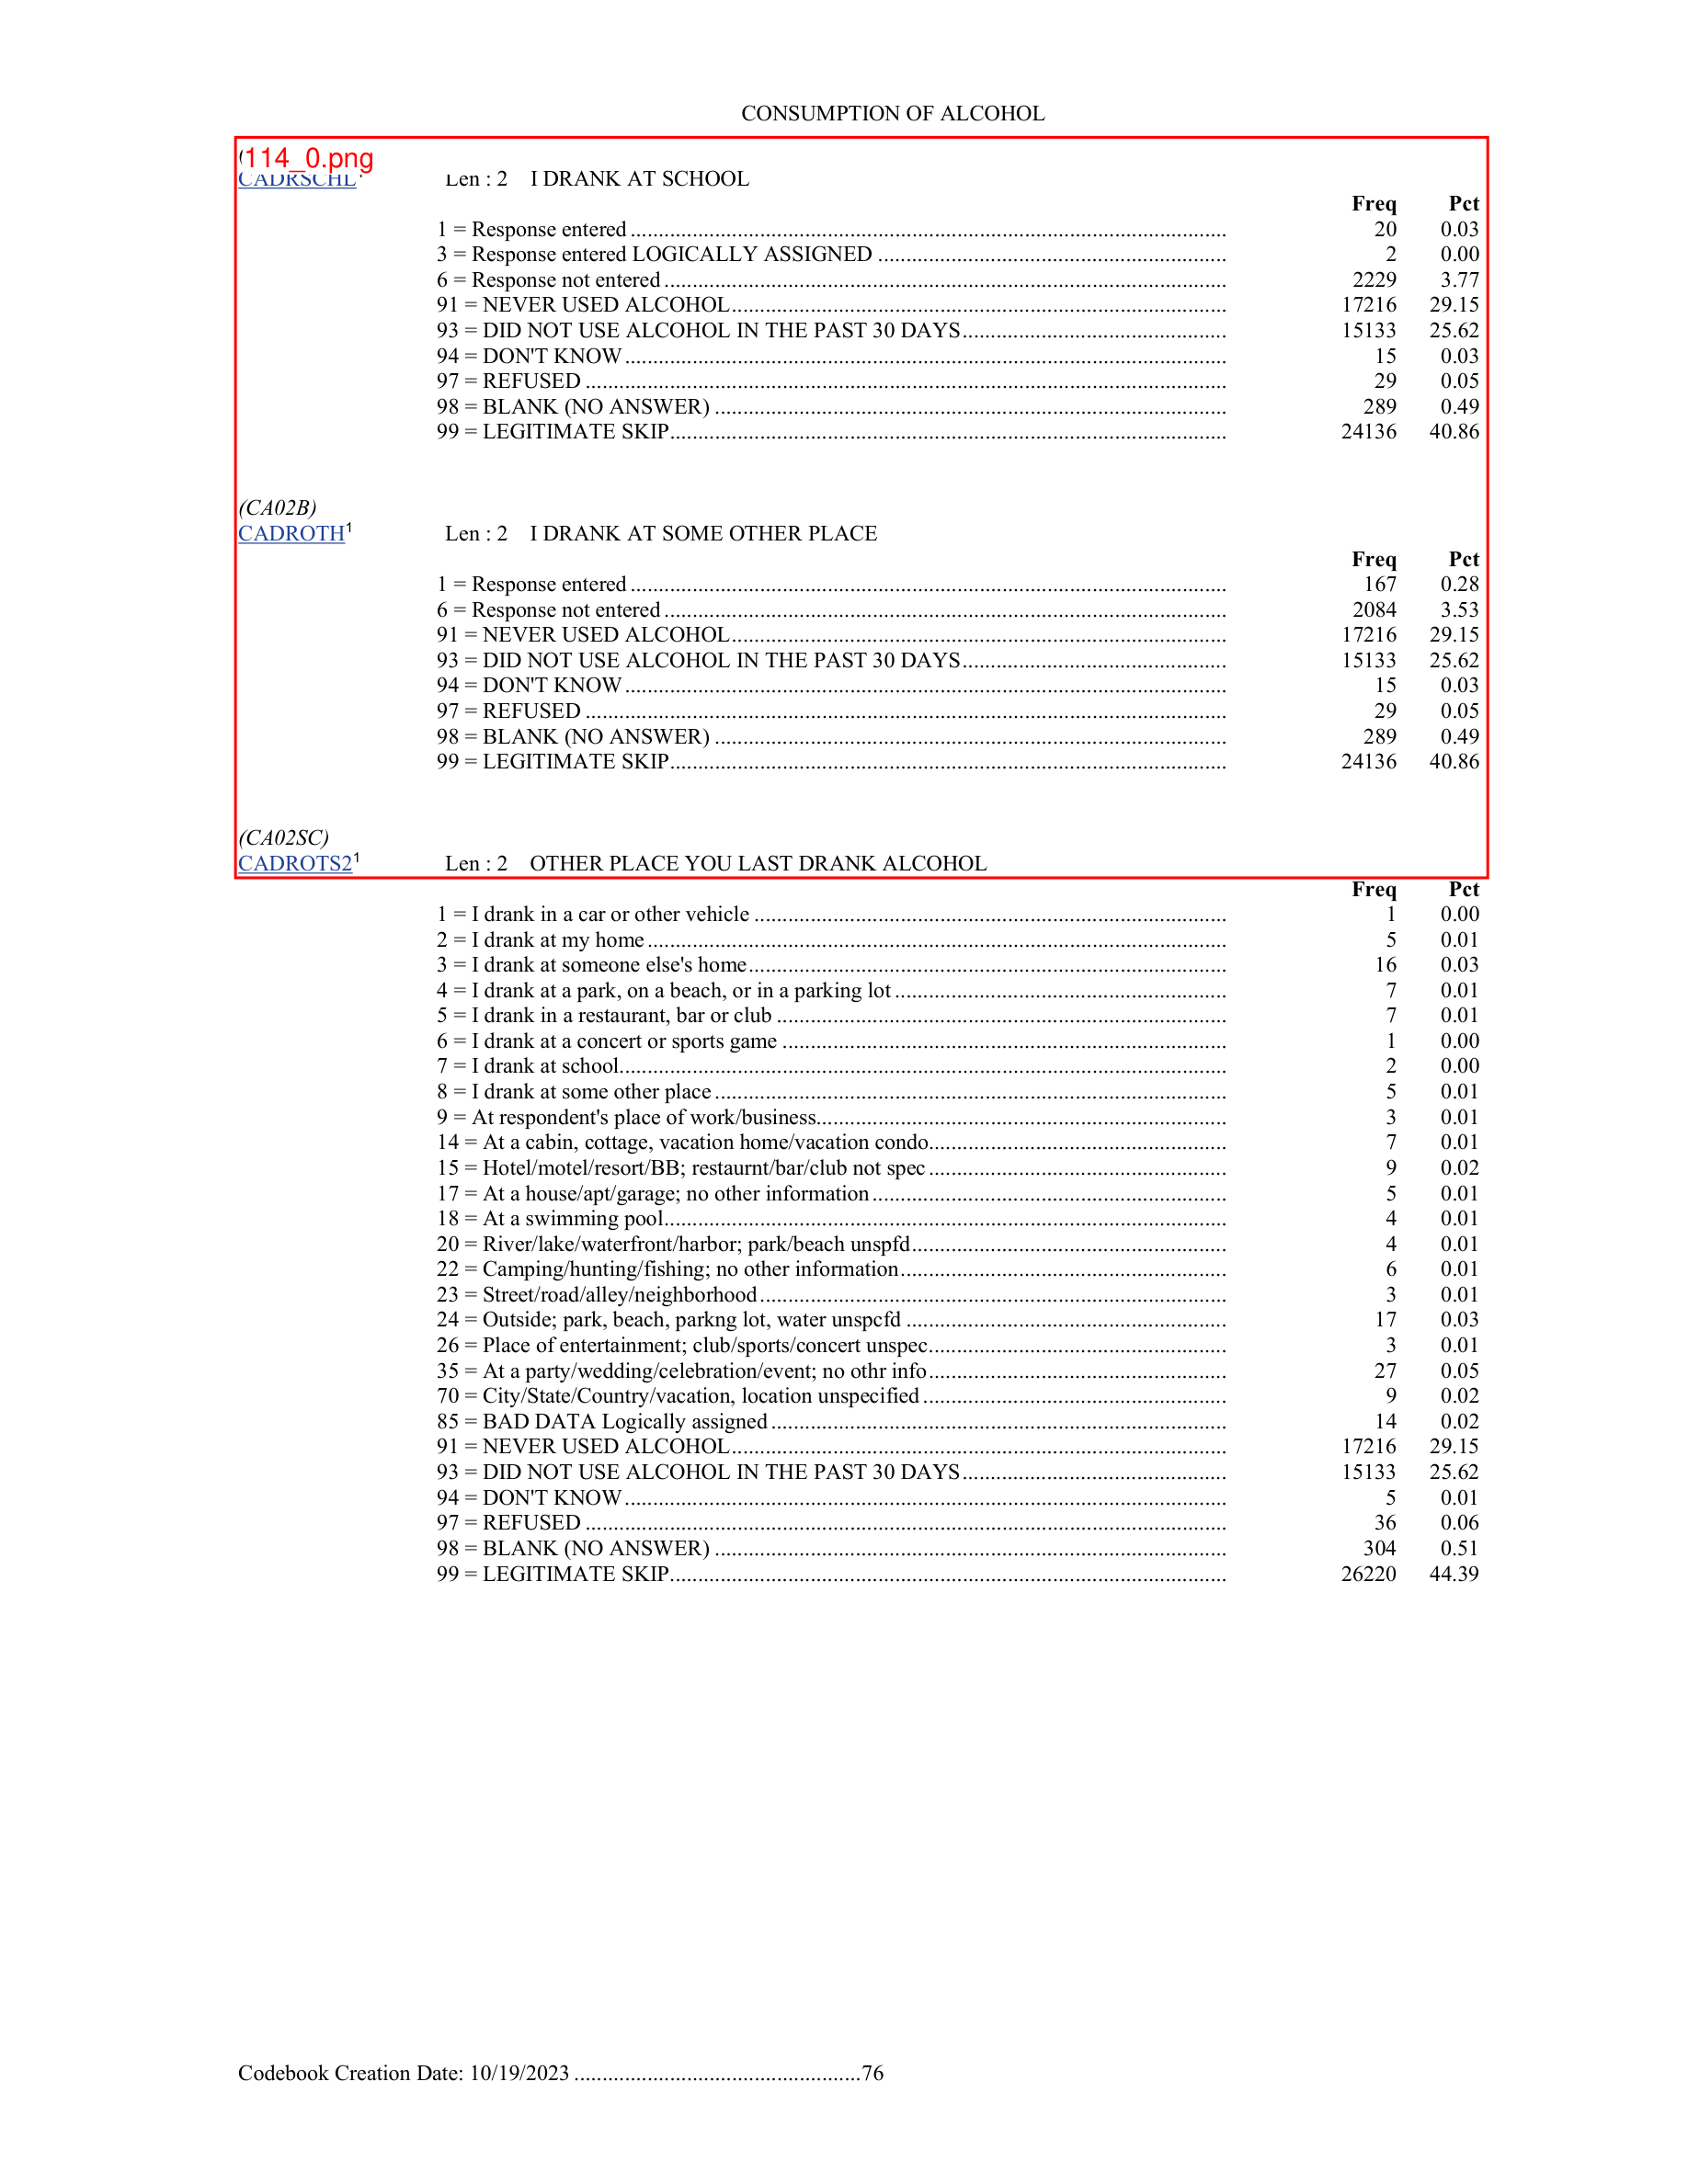 CONSUMPTION OF ALCOHOL
114_0.png
CADRSCHL¹ Len : 2 I DRANK AT SCHOOL
Freq Pct
1 = Response entered 20 0.03
3 = Response entered LOGICALLY ASSIGNED 2 0.00
6 = Response not entered 2229 3.77
91 = NEVER USED ALCOHOL 17216 29.15
93 = DID NOT USE ALCOHOL IN THE PAST 30 DAYS 15133 25.62
94 = DON'T KNOW 15 0.03
97 = REFUSED 29 0.05
98 = BLANK (NO ANSWER) 289 0.49
99 = LEGITIMATE SKIP 24136 40.86
(CA02B)
CADROTH¹ Len : 2 I DRANK AT SOME OTHER PLACE
Freq Pct
1 = Response entered 167 0.28
6 = Response not entered 2084 3.53
91 = NEVER USED ALCOHOL 17216 29.15
93 = DID NOT USE ALCOHOL IN THE PAST 30 DAYS 15133 25.62
94 = DON'T KNOW 15 0.03
97 = REFUSED 29 0.05
98 = BLANK (NO ANSWER) 289 0.49
99 = LEGITIMATE SKIP 24136 40.86
(CA02SC)
CADROTS2¹ Len : 2 OTHER PLACE YOU LAST DRANK ALCOHOL
Freq Pct
1 = I drank in a car or other vehicle 1 0.00
2 = I drank at my home 5 0.01
3 = I drank at someone else's home 16 0.03
4 = I drank at a park, on a beach, or in a parking lot 7 0.01
5 = I drank in a restaurant, bar or club 7 0.01
6 = I drank at a concert or sports game 1 0.00
7 = I drank at school 2 0.00
8 = I drank at some other place 5 0.01
9 = At respondent's place of work/business 3 0.01
14 = At a cabin, cottage, vacation home/vacation condo 7 0.01
15 = Hotel/motel/resort/BB; restaurnt/bar/club not spec 9 0.02
17 = At a house/apt/garage; no other information 5 0.01
18 = At a swimming pool 4 0.01
20 = River/lake/waterfront/harbor; park/beach unspfd 4 0.01
22 = Camping/hunting/fishing; no other information 6 0.01
23 = Street/road/alley/neighborhood 3 0.01
24 = Outside; park, beach, parkng lot, water unspcfd 17 0.03
26 = Place of entertainment; club/sports/concert unspec 3 0.01
35 = At a party/wedding/celebration/event; no othr info 27 0.05
70 = City/State/Country/vacation, location unspecified 9 0.02
85 = BAD DATA Logically assigned 14 0.02
91 = NEVER USED ALCOHOL 17216 29.15
93 = DID NOT USE ALCOHOL IN THE PAST 30 DAYS 15133 25.62
94 = DON'T KNOW 5 0.01
97 = REFUSED 36 0.06
98 = BLANK (NO ANSWER) 304 0.51
99 = LEGITIMATE SKIP 26220 44.39
Codebook Creation Date: 10/19/2023 76